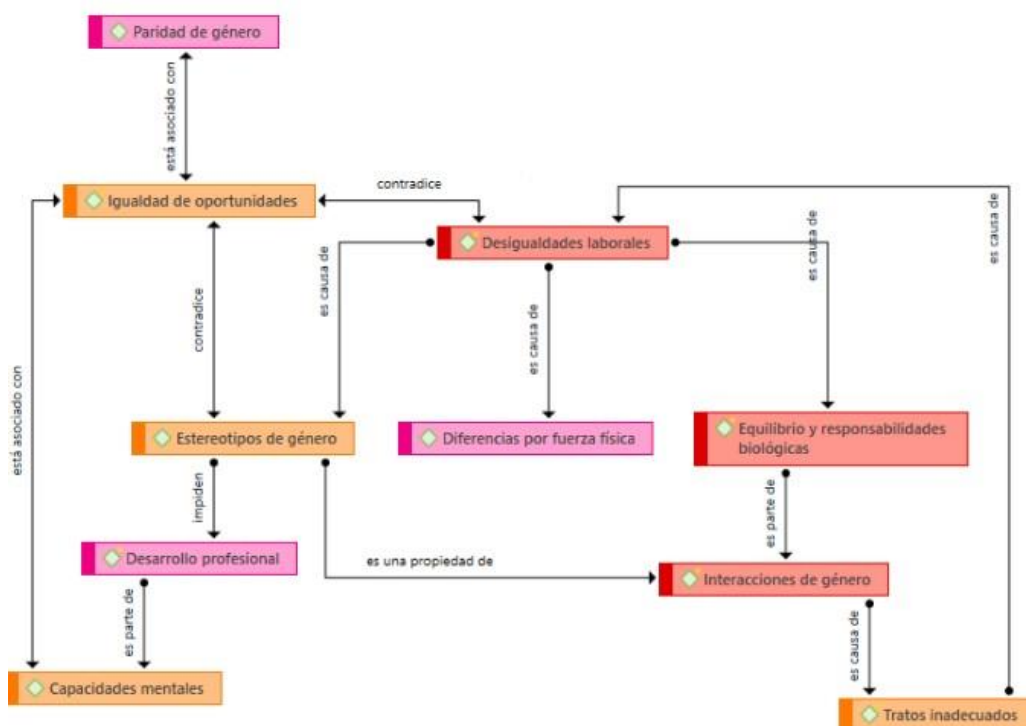 Paridad de género
está asociado con
Igualdad de oportunidades
contradice
Desigualdades laborales
es causa de
es causa de
es causa de
es causa de
contradice
está asociado con
Estereotipos de género
Diferencias por fuerza física
Equilibrio y responsabilidades
biológicas
impiden
es parte de
Desarrollo profesional
es una propiedad de
Interacciones de género
es parte de
es causa de
Capacidades mentales
Tratos inadecuados